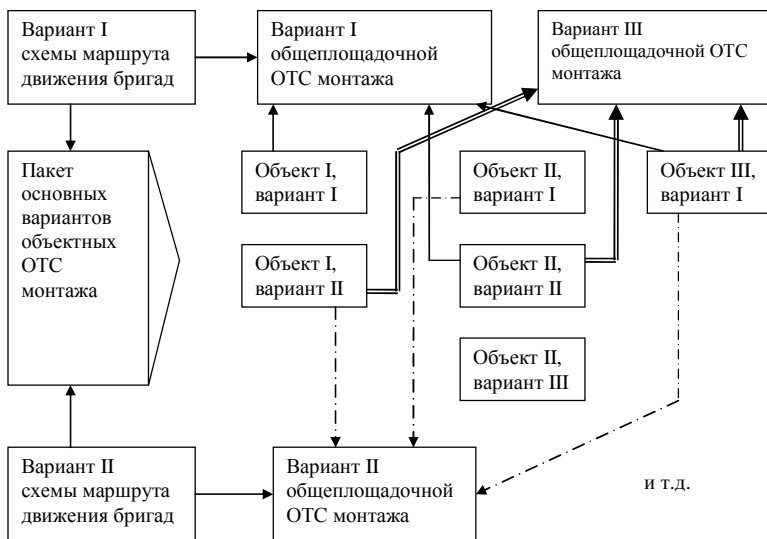 Вариант I
схемы маршрута
движения бригад
Вариант I
общеплощадочной
ОТС монтажа
Вариант III
общеплощадочной ОТС
монтажа
Пакет
основных
вариантов
объектных
ОТС
монтажа
Объект I,
вариант I
Объект II,
вариант I
Объект III,
вариант I
Объект I,
вариант II
Объект II,
вариант II
Объект II,
вариант III
Вариант II
схемы маршрута
движения бригад
Вариант II
общеплощадочной
ОТС монтажа
и т.д.